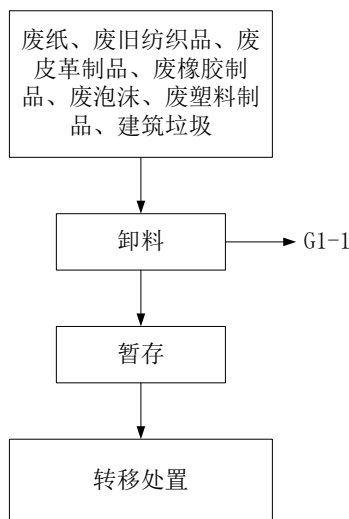 废纸、废旧纺织品、废
皮革制品、废橡胶制
品、废泡沫、废塑料制
品、建筑垃圾
卸料
G1-1
暂存
转移处置